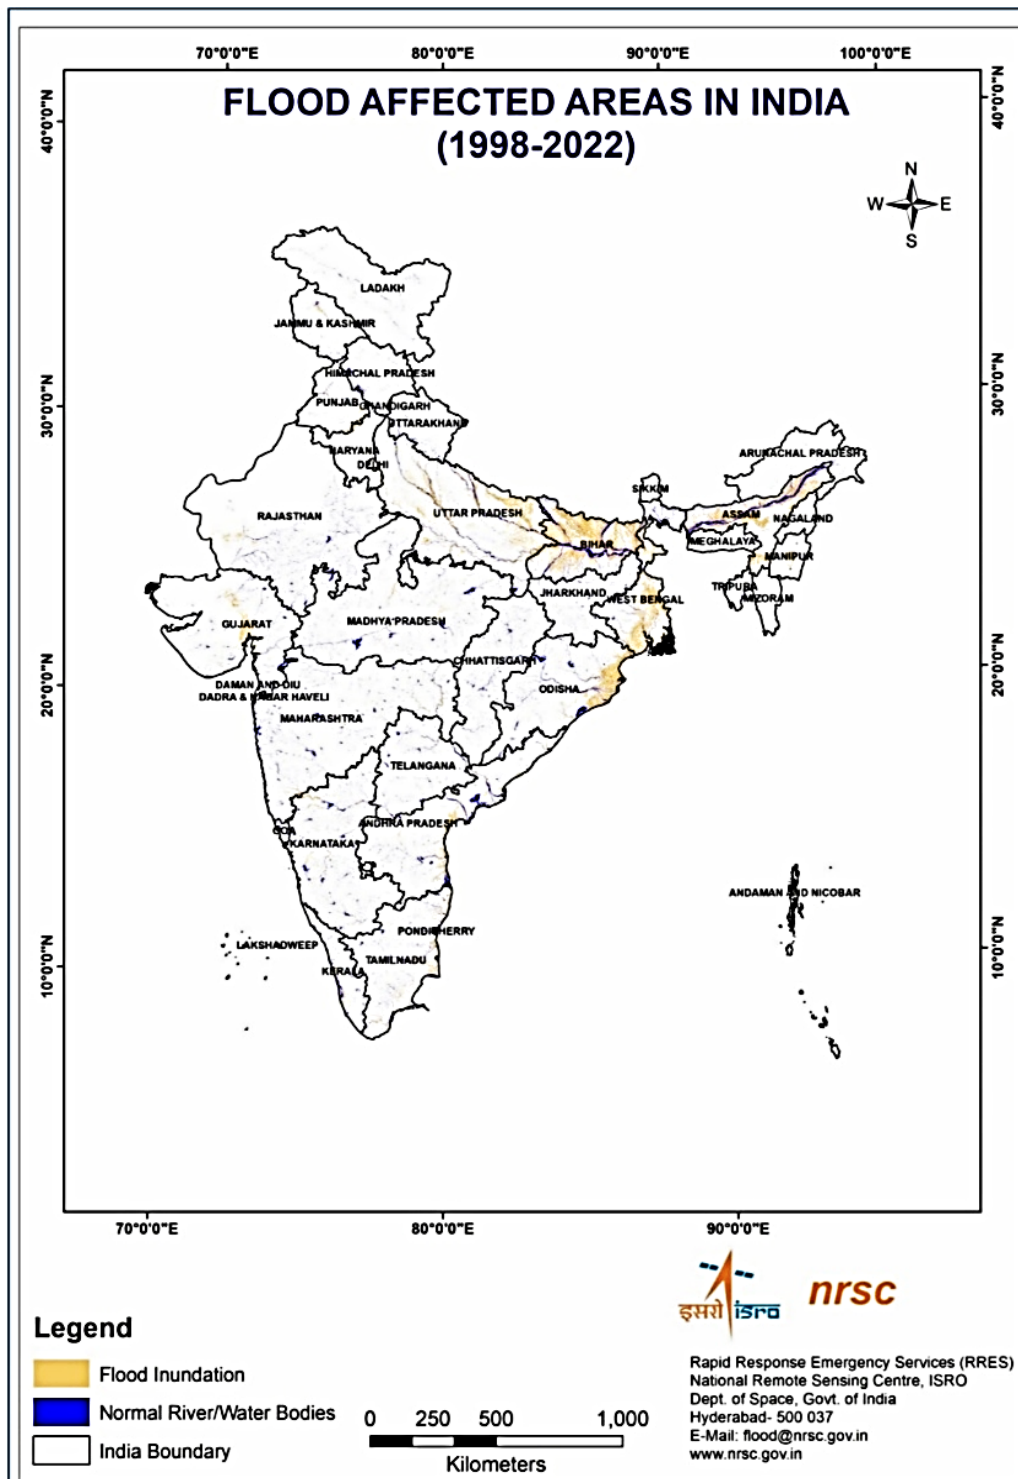 70°0'0"E 80°0'0"E 90°0'0"E 100°0'0"E
FLOOD AFFECTED AREAS IN INDIA
(1998-2022)
40°0'0"N
40°0'0"N
N
W E
S
LADAKH
JAMMU & KASHMIR
HIMACHAL PRADESH
30°0'0"N
30°0'0"N
PUNJAB
CHANDIGARH
UTTARAKHAND
HARYANA
DELHI
ARUNACHAL PRADESH
SIKKIM
RAJASTHAN
UTTAR PRADESH
ASSAM
NAGALAND
BIHAR
MEGHALAYA
MANIPUR
JHARKHAND
WEST BENGAL
TRIPURA
MIZORAM
GUJARAT
MADHYA PRADESH
CHHATTISGARH
20°0'0"N
20°0'0"N
DAMAN AND DIU
DADRA & NAGAR HAVELI
ODISHA
MAHARASHTRA
TELANGANA
ANDHRA PRADESH
GOA
KARNATAKA
ANDAMAN AND NICOBAR
PONDICHERRY
LAKSHADWEEP
TAMILNADU
KERALA
10°0'0"N
10°0'0"N
70°0'0"E 80°0'0"E 90°0'0"E
इसरो isro
nrsc
Legend
Flood Inundation
Normal River/Water Bodies
India Boundary
0 250 500 1,000
Kilometers
Rapid Response Emergency Services (RRES)
National Remote Sensing Centre, ISRO
Dept. of Space, Govt. of India
Hyderabad- 500 037
E-Mail: flood@nrsc.gov.in
www.nrsc.gov.in